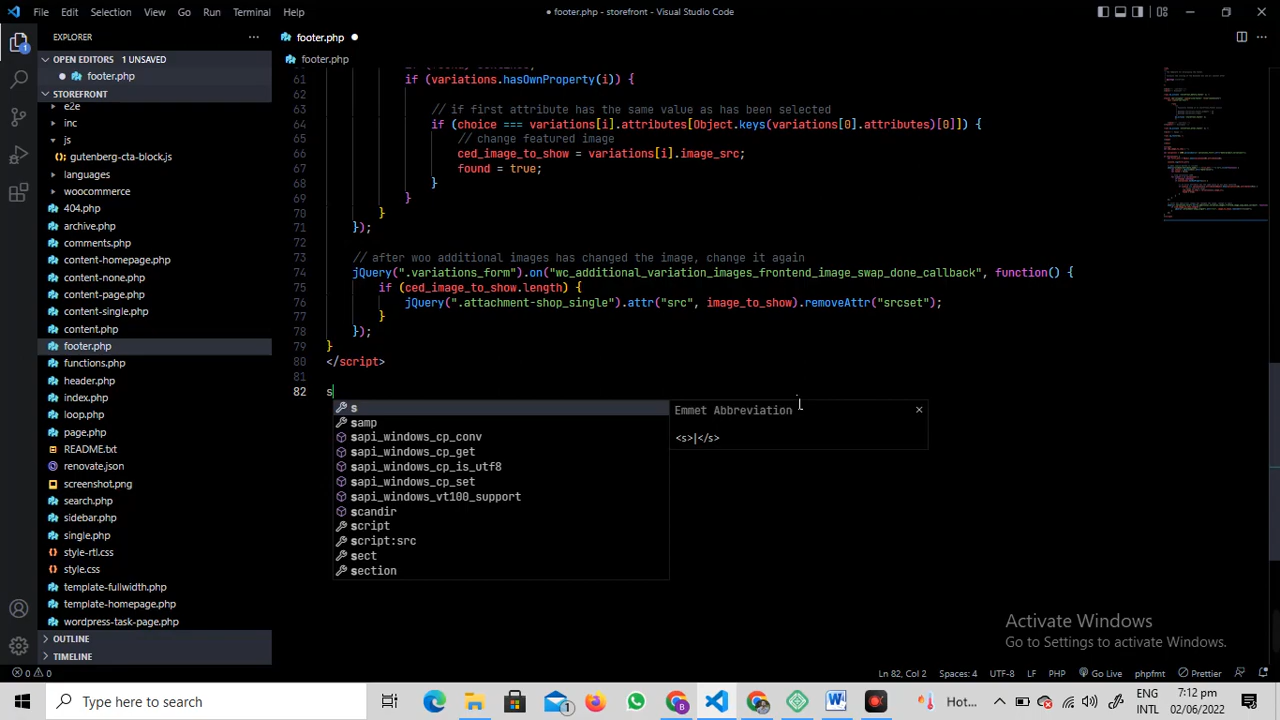 File Edit Selection View Go Run Terminal Help
● footer.php - storefront - Visual Studio Code
EXPLORER
OPEN EDITORS 1 UNSAVED
footer.php
STOREFRONT
e2e
inc
js
gutenberg-ct-block.js
languages
woocommerce
404.php
archive.php
comments.php
content-homepage.php
content-none.php
content-page.php
content-single.php
content.php
footer.php
functions.php
header.php
index.php
loop.php
page.php
README.txt
renovate.json
screenshot.png
search.php
sidebar.php
single.php
style-rtl.css
style.css
template-fullwidth.php
template-homepage.php
wordpress-task-page.php
OUTLINE
TIMELINE
footer.php ●
footer.php
61 if (variations.hasOwnProperty(i)) {
62
63 // if first attribute has the same value as has been selected
64 if (choice === variations[i].attributes[Object.keys(variations[0].attributes)[0]]) {
65 // change featured image
66 ced_image_to_show = variations[i].image_src
67 found = true;
68 }
69 }
70 }
71 });
72
73 // after woo additional images has changed the image, change it again
74 jQuery(".variations_form").on("wc_additional_variation_images_frontend_image_swap_done_callback", function() {
75 if (ced_image_to_show.length) {
76 jQuery(".attachment-shop_single").attr("src", image_to_show).removeAttr("srcset");
77 }
78 });
79 }
80 </script>
81
82 s
s
samp
sapi_windows_cp_conv
sapi_windows_cp_get
sapi_windows_cp_is_utf8
sapi_windows_cp_set
sapi_windows_vt100_support
scandir
script
script:src
sect
section
Emmet Abbreviation
<s>|</s>
Activate Windows
Go to Settings to activate Windows.
0 0
Ln 82, Col 2 Spaces: 4 UTF-8 LF PHP Go Live phpfmt Prettier
Type here to search
Hot...
ENG
INTL
7:12 pm
02/06/2022